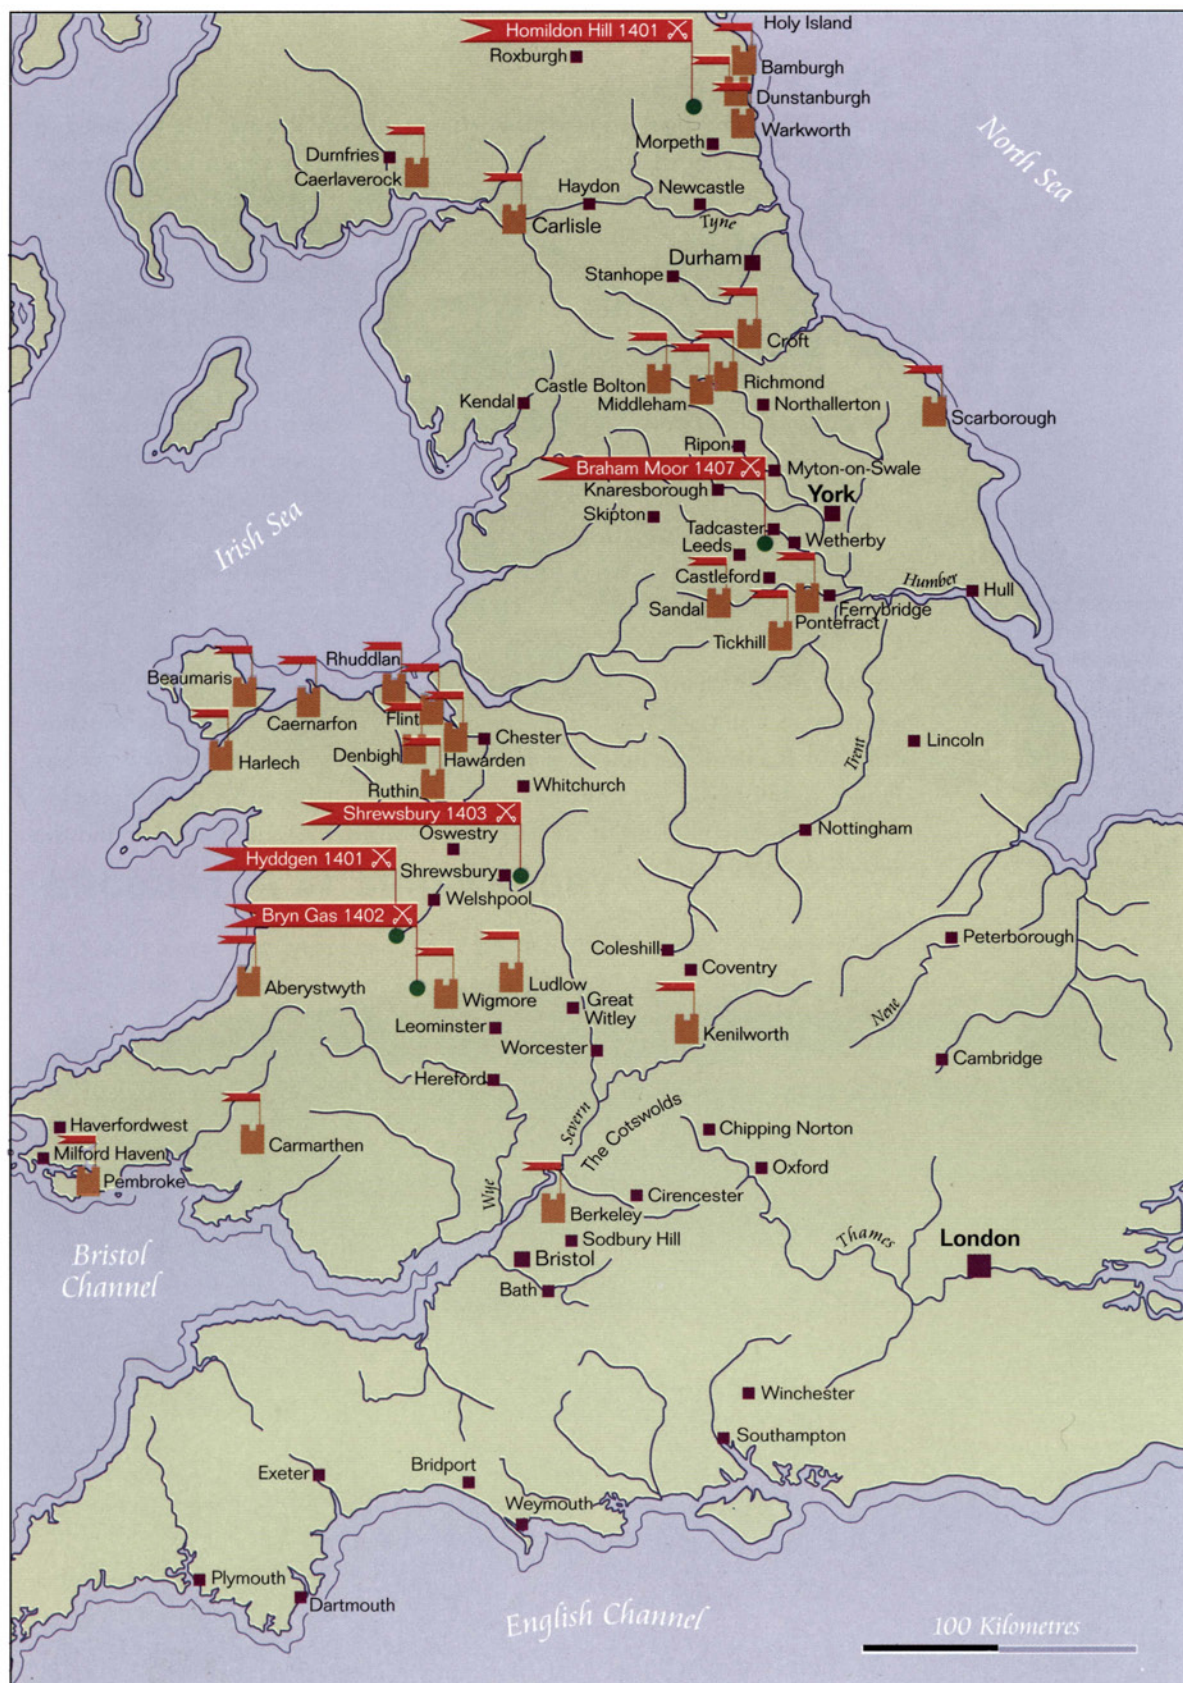 Homildon Hill 1401
Holy Island
Roxburgh
Bamburgh
Dunstanburgh
Warkworth
North Sea
Morpeth
Dumfries
Caerlaverock
Haydon
Newcastle
Carlisle
Tyne
Durham
Stanhope
Croft
Castle Bolton
Richmond
Middleham
Kendal
Northallerton
Scarborough
Ripon
Braham Moor 1407
Myton-on-Swale
Knaresborough
York
Skipton
Tadcaster
Wetherby
Leeds
Irish Sea
Castleford
Humber
Hull
Sandal
Ferrybridge
Pontefract
Tickhill
Rhuddlan
Beaumaris
Caernarfon
Flint
Chester
Lincoln
Trent
Denbigh
Hawarden
Harlech
Ruthin
Whitchurch
Shrewsbury 1403
Nottingham
Oswestry
Hyddgen 1401
Shrewsbury
Welshpool
Bryn Gas 1402
Peterborough
Coleshill
Coventry
Aberystwyth
Ludlow
Wigmore
Great
Witley
Nene
Leominster
Kenilworth
Worcester
Cambridge
Hereford
Severn
The Cotswolds
Haverfordwest
Chipping Norton
Carmarthen
Milford Haven
Oxford
Pembroke
Wye
Cirencester
Berkeley
Thames
London
Sodbury Hill
Bristol
Channel
Bristol
Bath
Winchester
Southampton
Bridport
Exeter
Weymouth
Plymouth
Dartmouth
English Channel
100 Kilometres